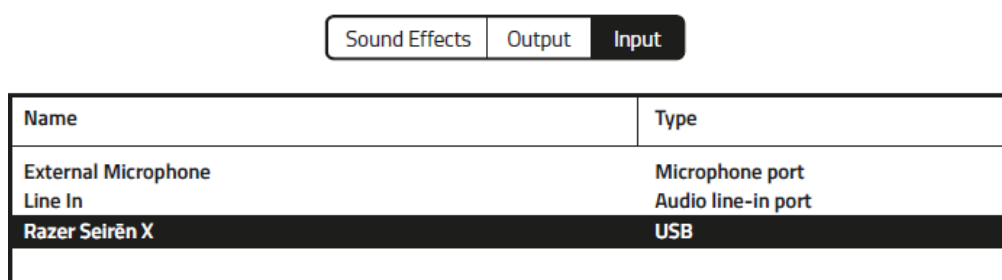 Sound Effects Output Input
Name Type
External Microphone Microphone port
Line In Audio line-in port
Razer Seirēn X USB